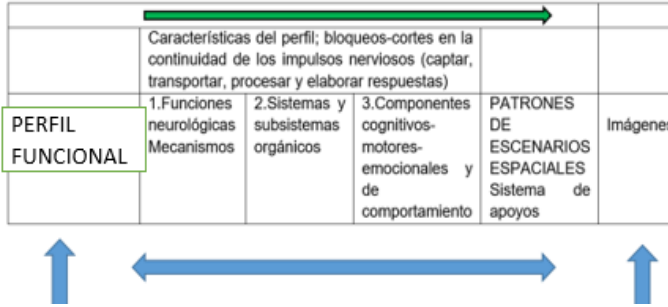 Características del perfil; bloqueos-cortes en la
continuidad de los impulsos nerviosos (captar,
transportar, procesar y elaborar respuestas)
PERFIL
FUNCIONAL
1.Funciones
neurológicas
Mecanismos
2.Sistemas y
subsistemas
orgánicos
3.Componentes
cognitivos-
motores-
emocionales y
de
comportamiento
PATRONES
DE
ESCENARIOS
ESPACIALES
Sistema de
apoyos
Imágenes